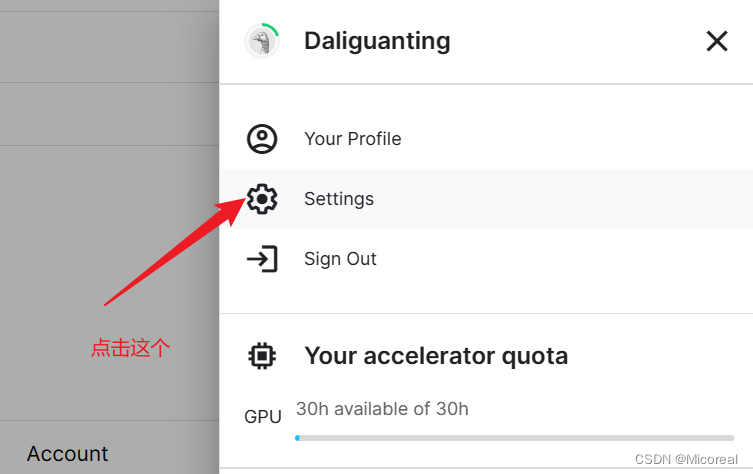 Daliguanting
Your Profile
Settings
Sign Out
点击这个
Your accelerator quota
GPU 30h available of 30h
Account
CSDN @Micoreal